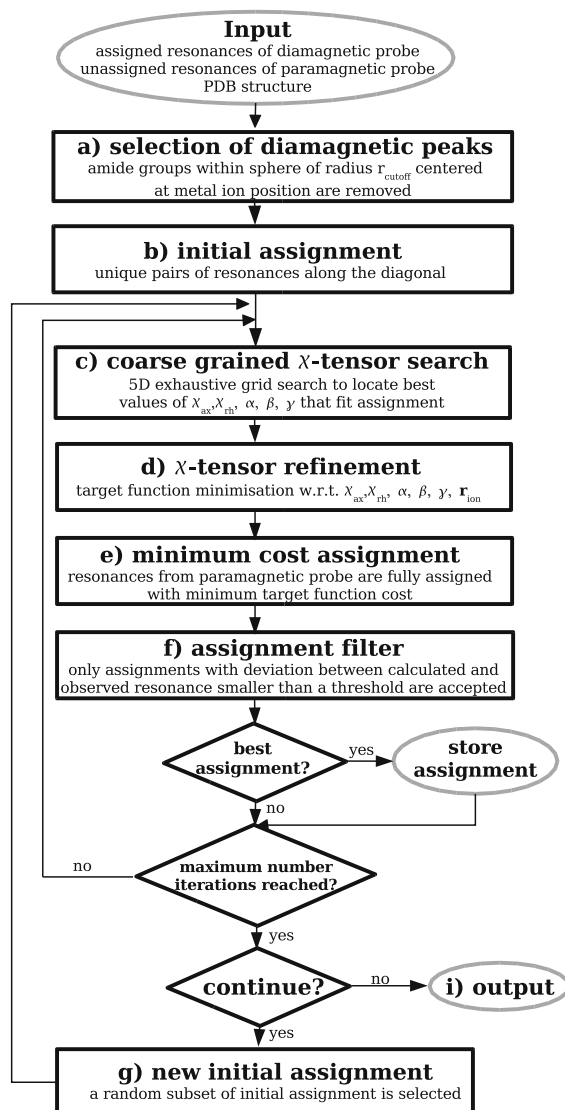 Input
assigned resonances of diamagnetic probe
unassigned resonances of paramagnetic probe
PDB structure
a) selection of diamagnetic peaks
amide groups within sphere of radius r_cutoff centered
at metal ion position are removed
b) initial assignment
unique pairs of resonances along the diagonal
c) coarse grained χ-tensor search
5D exhaustive grid search to locate best
values of χ_ax,χ_rh, α, β, γ that fit assignment
d) χ-tensor refinement
target function minimisation w.r.t. χ_ax,χ_rh, α, β, γ, r_ion
e) minimum cost assignment
resonances from paramagnetic probe are fully assigned
with minimum target function cost
f) assignment filter
only assignments with deviation between calculated and
observed resonance smaller than a threshold are accepted
best
assignment?
yes
store
assignment
no
maximum number
iterations reached?
no
yes
continue?
no
i) output
yes
g) new initial assignment
a random subset of initial assignment is selected